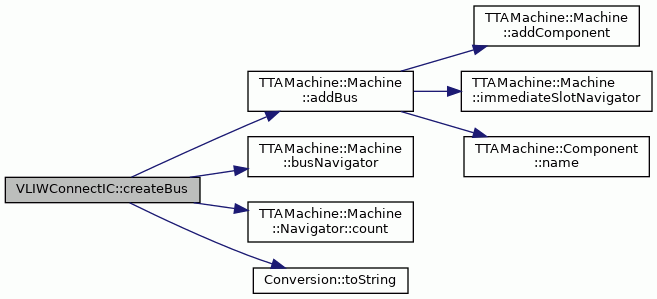 VLIWConnectIC::createBus
TTAMachine::Machine
::addBus
TTAMachine::Machine
::busNavigator
TTAMachine::Machine
::Navigator::count
Conversion::toString
TTAMachine::Machine
::addComponent
TTAMachine::Machine
::immediateSlotNavigator
TTAMachine::Component
::name